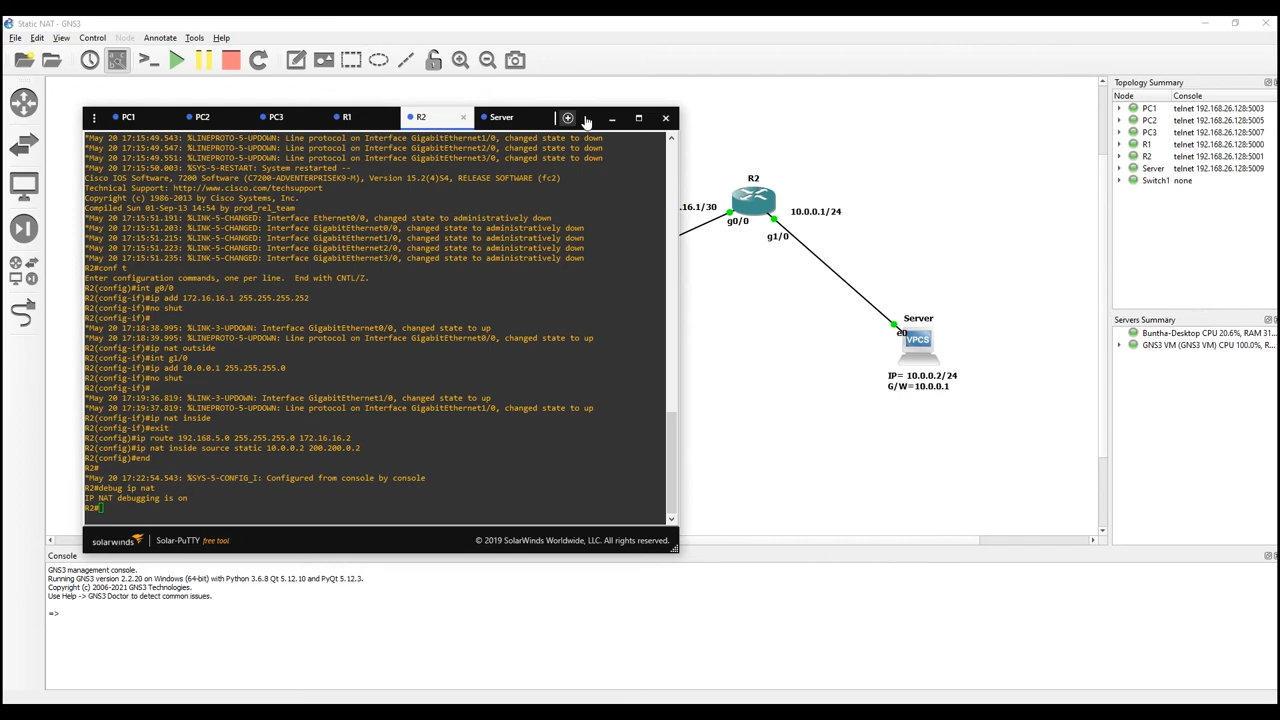 Static NAT - GNS3
File Edit View Control Node Annotate Tools Help
PC1 PC2 PC3 R1 R2 Server
*May 20 17:15:49.543: %LINEPROTO-5-UPDOWN: Line protocol on Interface GigabitEthernet1/0, changed state to down
*May 20 17:15:49.547: %LINEPROTO-5-UPDOWN: Line protocol on Interface GigabitEthernet2/0, changed state to down
*May 20 17:15:49.551: %LINEPROTO-5-UPDOWN: Line protocol on Interface GigabitEthernet3/0, changed state to down
*May 20 17:15:50.003: %SYS-5-RESTART: System restarted --
Cisco IOS Software, 7200 Software (C7200-ADVENTERPRISEK9-M), Version 15.2(4)S4, RELEASE SOFTWARE (fc2)
Technical Support: http://www.cisco.com/techsupport
Copyright (c) 1986-2013 by Cisco Systems, Inc.
Compiled Sun 01-Sep-13 14:54 by prod_rel_team
*May 20 17:15:51.191: %LINK-5-CHANGED: Interface Ethernet0/0, changed state to administratively down
*May 20 17:15:51.203: %LINK-5-CHANGED: Interface GigabitEthernet0/0, changed state to administratively down
*May 20 17:15:51.215: %LINK-5-CHANGED: Interface GigabitEthernet1/0, changed state to administratively down
*May 20 17:15:51.223: %LINK-5-CHANGED: Interface GigabitEthernet2/0, changed state to administratively down
*May 20 17:15:51.235: %LINK-5-CHANGED: Interface GigabitEthernet3/0, changed state to administratively down
R2#conf t
Enter configuration commands, one per line.  End with CNTL/Z.
R2(config)#int g0/0
R2(config-if)#ip add 172.16.16.1 255.255.255.252
R2(config-if)#no shut
R2(config-if)#
*May 20 17:18:38.995: %LINK-3-UPDOWN: Interface GigabitEthernet0/0, changed state to up
*May 20 17:18:39.995: %LINEPROTO-5-UPDOWN: Line protocol on Interface GigabitEthernet0/0, changed state to up
R2(config-if)#ip nat outside
R2(config-if)#int g1/0
R2(config-if)#ip add 10.0.0.1 255.255.255.0
R2(config-if)#no shut
R2(config-if)#
*May 20 17:19:36.819: %LINK-3-UPDOWN: Interface GigabitEthernet1/0, changed state to up
*May 20 17:19:37.819: %LINEPROTO-5-UPDOWN: Line protocol on Interface GigabitEthernet1/0, changed state to up
R2(config-if)#ip nat inside
R2(config-if)#exit
R2(config)#ip route 192.168.5.0 255.255.255.0 172.16.16.2
R2(config)#ip nat inside source static 10.0.0.2 200.200.0.2
R2(config)#end
R2#
*May 20 17:22:54.543: %SYS-5-CONFIG_I: Configured from console by console
R2#debug ip nat
IP NAT debugging is on
R2#
solarwinds Solar-PuTTY free tool © 2019 SolarWinds Worldwide, LLC. All rights reserved.
R2
.16.1/30
10.0.0.1/24
g0/0
g1/0
Server
e0
VPCS
IP= 10.0.0.2/24
G/W=10.0.0.1
Topology Summary
Node Console
PC1 telnet 192.168.26.128:5003
PC2 telnet 192.168.26.128:5005
PC3 telnet 192.168.26.128:5007
R1 telnet 192.168.26.128:5000
R2 telnet 192.168.26.128:5001
Server telnet 192.168.26.128:5009
Switch1 none
Servers Summary
Buntha-Desktop CPU 20.6%, RAM 31...
GNS3 VM (GNS3 VM) CPU 100.0%, R...
Console
GNS3 management console.
Running GNS3 version 2.2.20 on Windows (64-bit) with Python 3.6.8 Qt 5.12.10 and PyQt 5.12.3.
Copyright (c) 2006-2021 GNS3 Technologies.
Use Help -> GNS3 Doctor to detect common issues.
=>